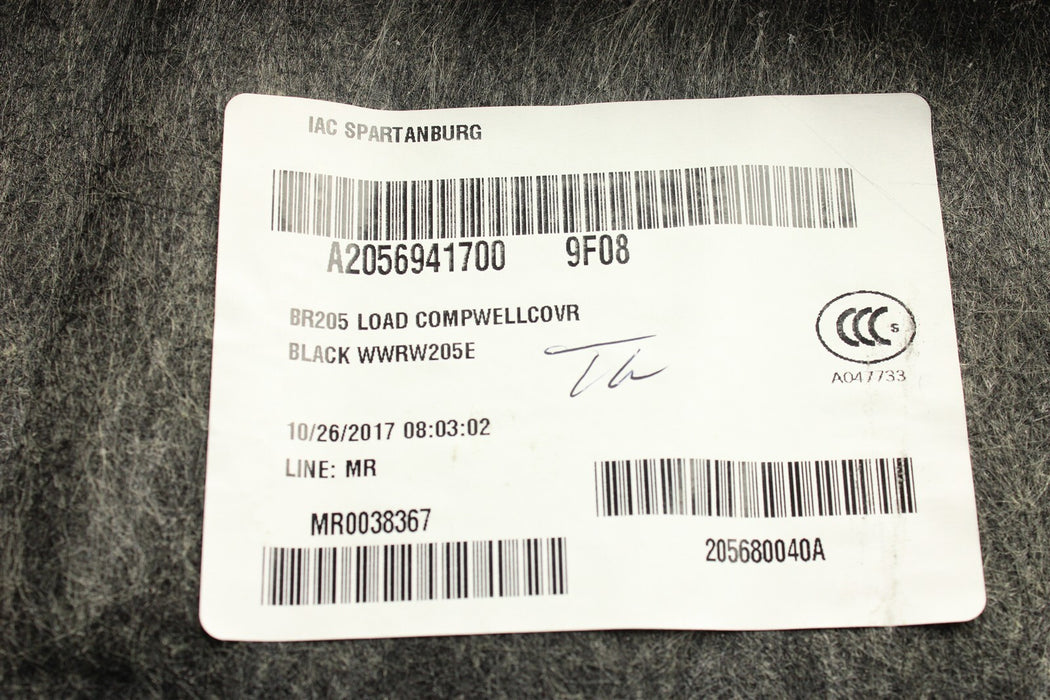 IAC SPARTANBURG
A2056941700 9F08
BR205 LOAD COMPWELLCOVR
BLACK WWRW205E
CCC S
A047733
10/26/2017 08:03:02
LINE: MR
MR0038367
205680040A